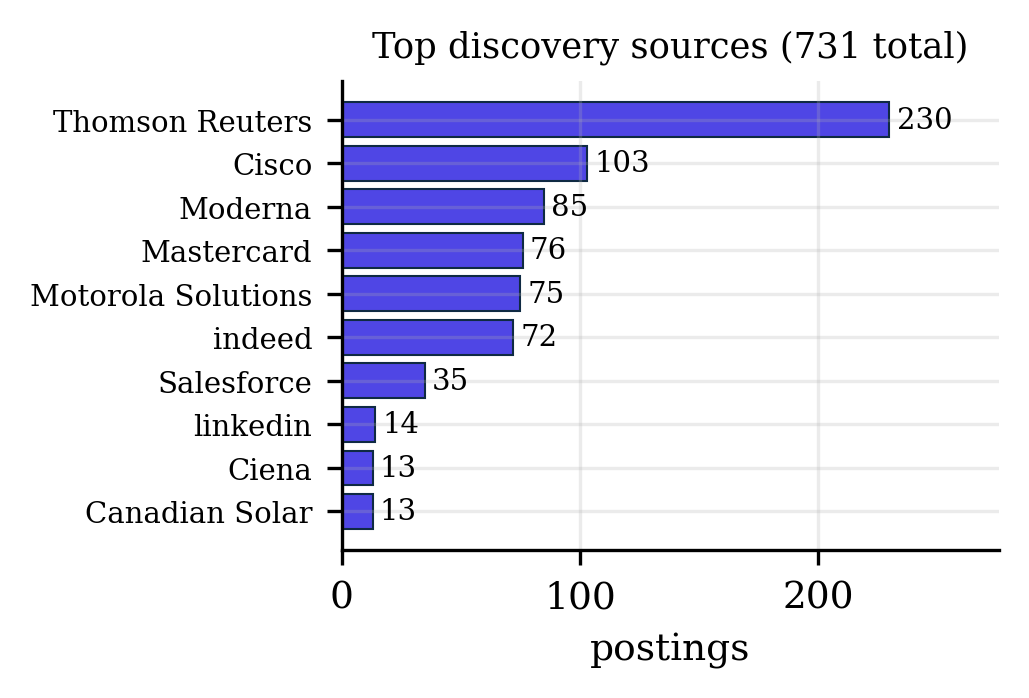 Top discovery sources (731 total)
Thomson Reuters 230
Cisco 103
Moderna 85
Mastercard 76
Motorola Solutions 75
indeed 72
Salesforce 35
linkedin 14
Ciena 13
Canadian Solar 13
0 100 200
postings